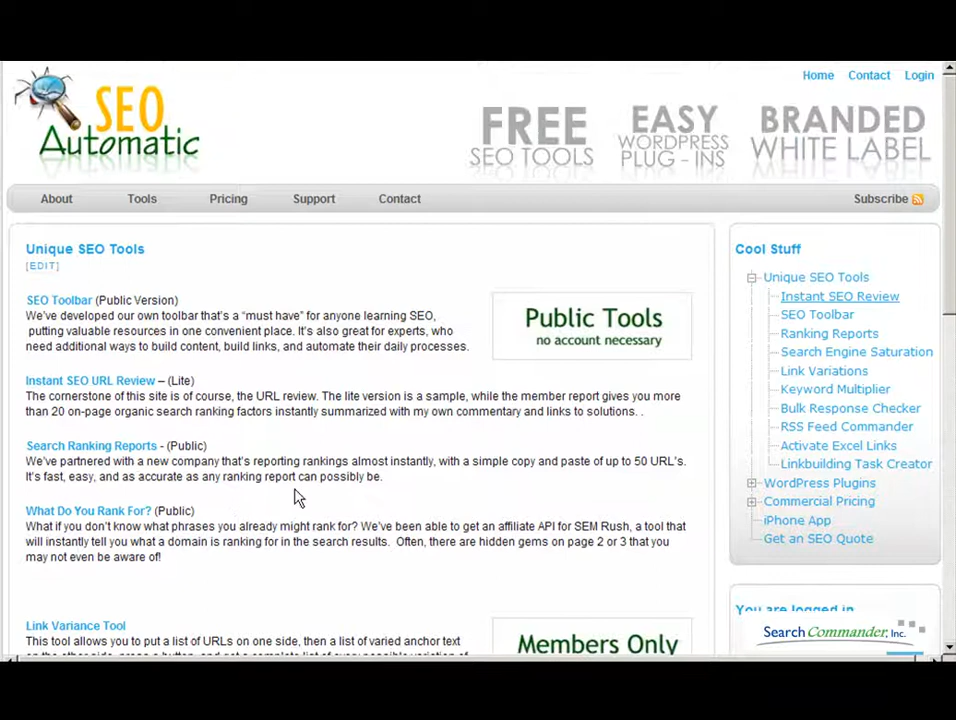 SEO
Automatic
Home Contact Login
FREE
SEO TOOLS
EASY
WORDPRESS
PLUG - INS
BRANDED
WHITE LABEL
About Tools Pricing Support Contact Subscribe
Unique SEO Tools
[EDIT]
SEO Toolbar (Public Version)
We've developed our own toolbar that's a “must have” for anyone learning SEO,
putting valuable resources in one convenient place. It's also great for experts, who
need additional ways to build content, build links, and automate their daily processes.
Public Tools
no account necessary
Instant SEO URL Review – (Lite)
The cornerstone of this site is of course, the URL review. The lite version is a sample, while the member report gives you more
than 20 on-page organic search ranking factors instantly summarized with my own commentary and links to solutions. .
Search Ranking Reports - (Public)
We've partnered with a new company that's reporting rankings almost instantly, with a simple copy and paste of up to 50 URL's.
It's fast, easy, and as accurate as any ranking report can possibly be.
What Do You Rank For? (Public)
What if you don't know what phrases you already might rank for? We've been able to get an affiliate API for SEM Rush, a tool that
will instantly tell you what a domain is ranking for in the search results. Often, there are hidden gems on page 2 or 3 that you
may not even be aware of!
Link Variance Tool
This tool allows you to put a list of URLs on one side, then a list of varied anchor text
Members Only
Cool Stuff
Unique SEO Tools
Instant SEO Review
SEO Toolbar
Ranking Reports
Search Engine Saturation
Link Variations
Keyword Multiplier
Bulk Response Checker
RSS Feed Commander
Activate Excel Links
Linkbuilding Task Creator
WordPress Plugins
Commercial Pricing
iPhone App
Get an SEO Quote
You are logged in
Search Commander, Inc.